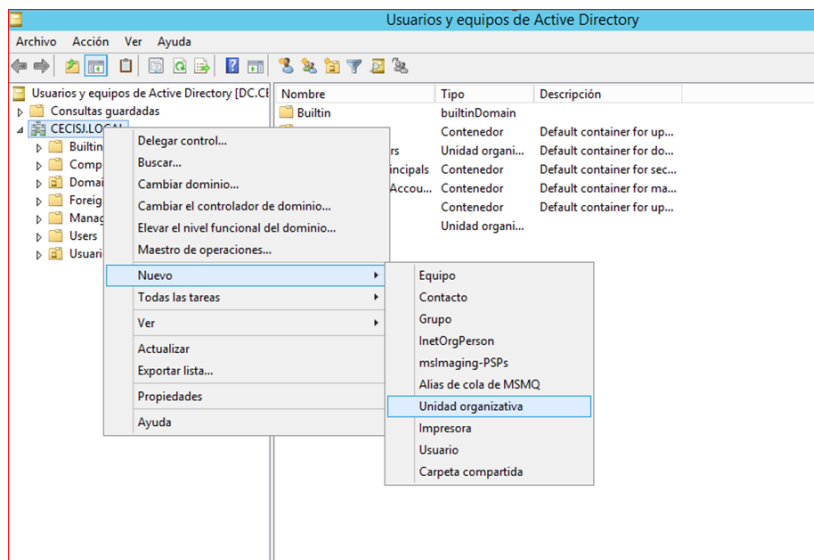 Usuarios y equipos de Active Directory
Archivo Acción Ver Ayuda
Usuarios y equipos de Active Directory [DC.CE
Consultas guardadas
CECISJ.LOCAL
Builtin
Comp
Domai
Foreig
Manag
Users
Usuari
Nombre Tipo Descripción
Builtin builtinDomain
Contenedor Default container for up...
rs Unidad organi... Default container for do...
incipals Contenedor Default container for sec...
Accou... Contenedor Default container for ma...
Contenedor Default container for up...
Unidad organi...
Delegar control...
Buscar...
Cambiar dominio...
Cambiar el controlador de dominio...
Elevar el nivel funcional del dominio...
Maestro de operaciones...
Nuevo
Todas las tareas
Ver
Actualizar
Exportar lista...
Propiedades
Ayuda
Equipo
Contacto
Grupo
InetOrgPerson
msImaging-PSPs
Alias de cola de MSMQ
Unidad organizativa
Impresora
Usuario
Carpeta compartida